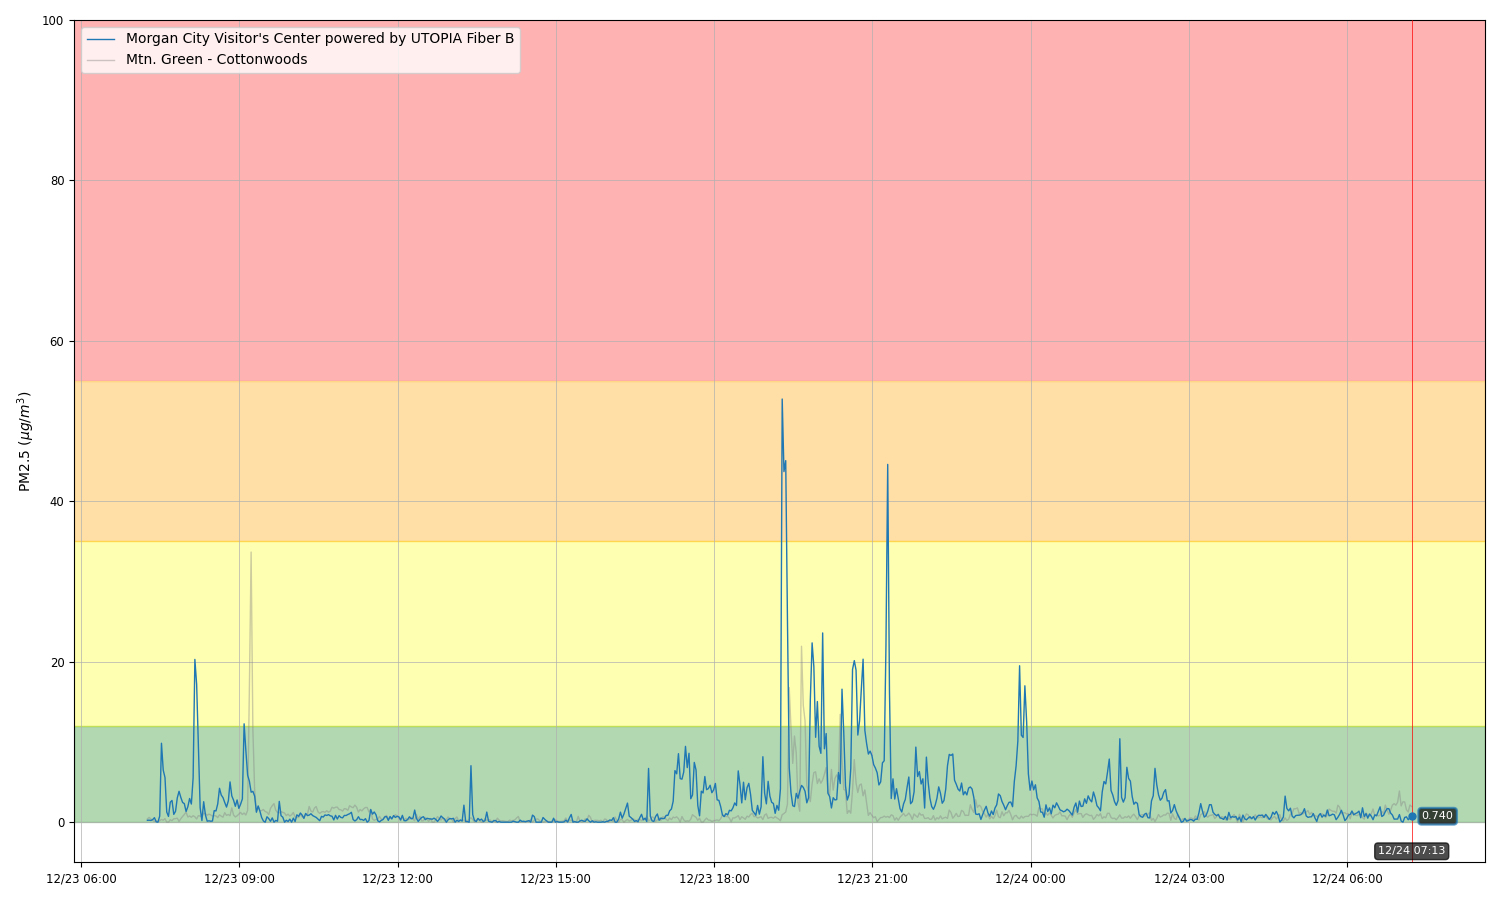 Morgan City Visitor's Center powered by UTOPIA Fiber B
Mtn. Green - Cottonwoods
100
80
60
40
20
0
PM2.5 (µg/m³)
0.740
12/24 07:13
12/23 06:00 12/23 09:00 12/23 12:00 12/23 15:00 12/23 18:00 12/23 21:00 12/24 00:00 12/24 03:00 12/24 06:00